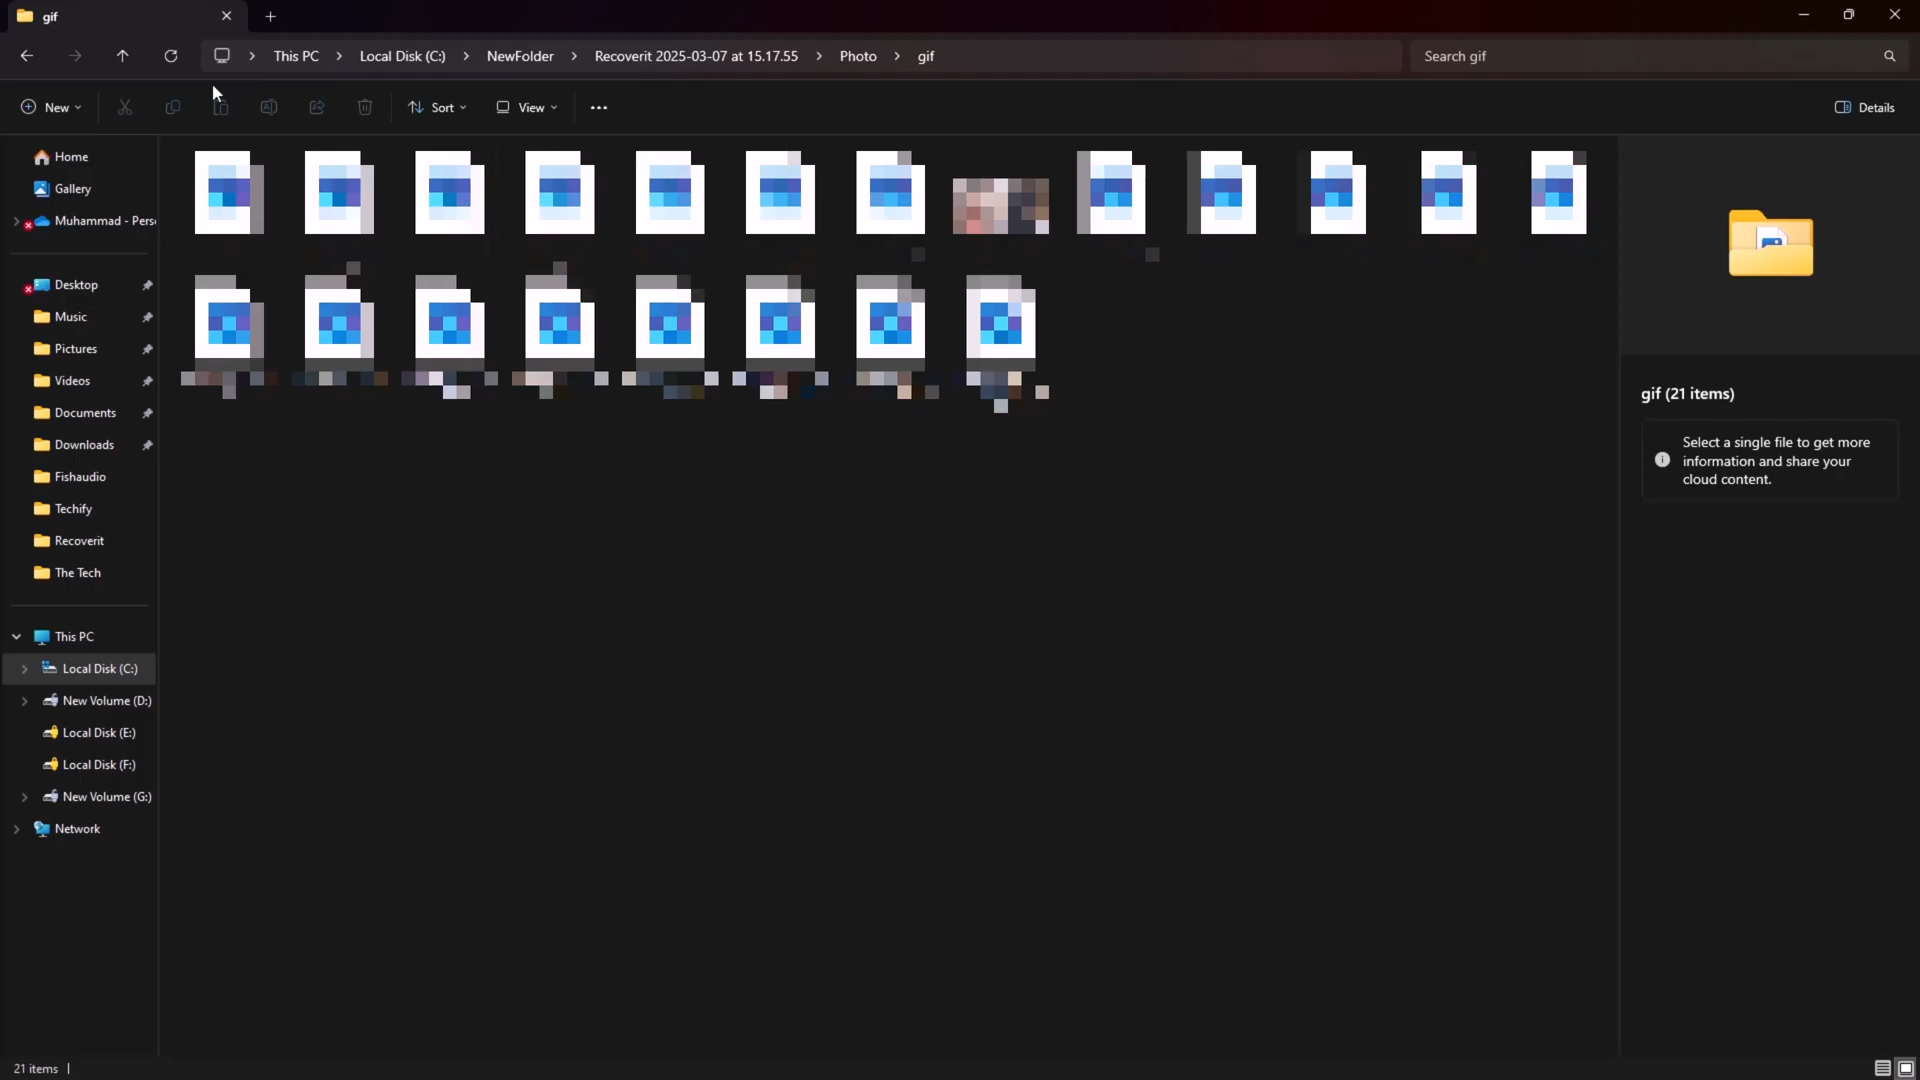 gif
This PC
Local Disk (C:)
NewFolder
Recoverit 2025-03-07 at 15.17.55
Photo
gif
Search gif
New
Sort
View
Details
Home
Gallery
Muhammad - Pers
Desktop
Music
Pictures
Videos
Documents
Downloads
Fishaudio
Techify
Recoverit
The Tech
This PC
Local Disk (C:)
New Volume (D:)
Local Disk (E:)
Local Disk (F:)
New Volume (G:)
Network
gif (21 items)
Select a single file to get more
information and share your
cloud content.
21 items